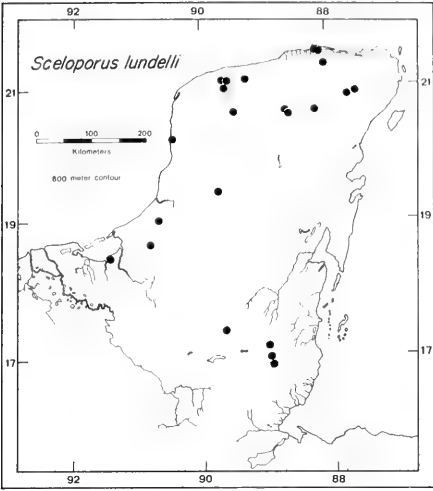 92 90 88
Sceloporus lundelli
21 21
0 100 200
Kilometers
800 meter contour
19 19
17 17
92 90 88